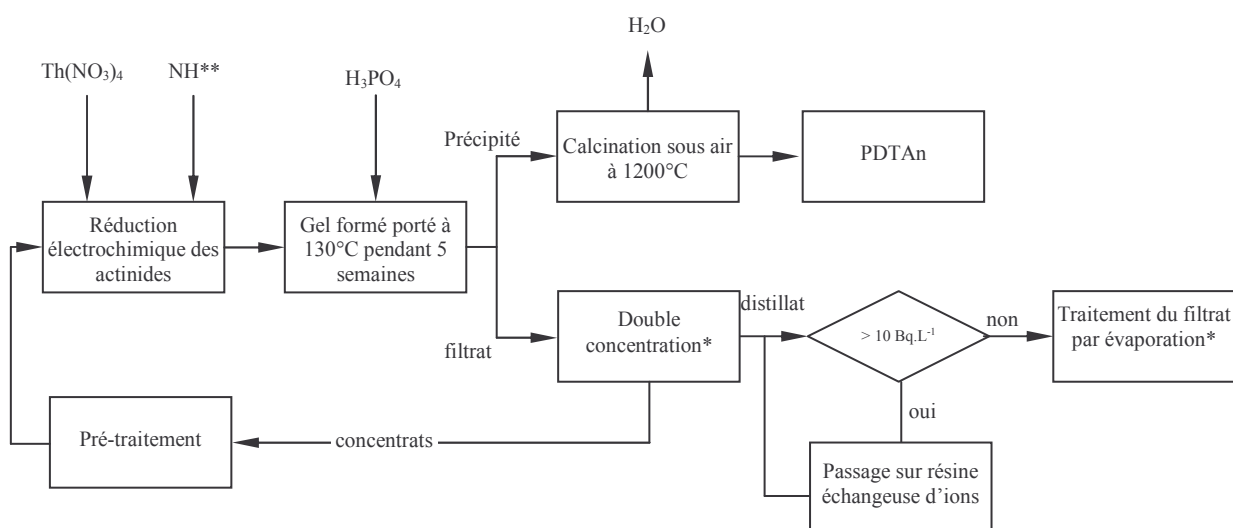 H₂O
Th(NO₃)₄
NH**
H₃PO₄
Précipité
Calcination sous air
à 1200°C
PDTAn
Réduction
électrochimique des
actinides
Gel formé porté à
130°C pendant 5
semaines
filtrat
Double
concentration*
distillat
> 10 Bq.L⁻¹
non
Traitement du filtrat
par évaporation*
oui
Pré-traitement
concentrats
Passage sur résine
échangeuse d’ions